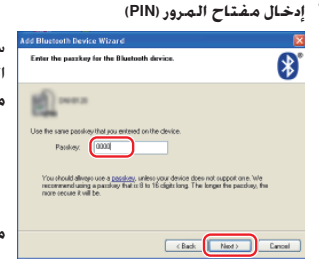 إدخال مفتاح المرور (PIN)
Add Bluetooth Device Wizard
Enter the passkey for the Bluetooth device.
Use the same passkey that you entered on the device.
Passkey: 0000
You should always use a passkey, unless your device does not support one. We
recommend using a passkey that is 8 to 16 digits long. The longer the passkey, the
more secure it will be.
< Back Next > Cancel